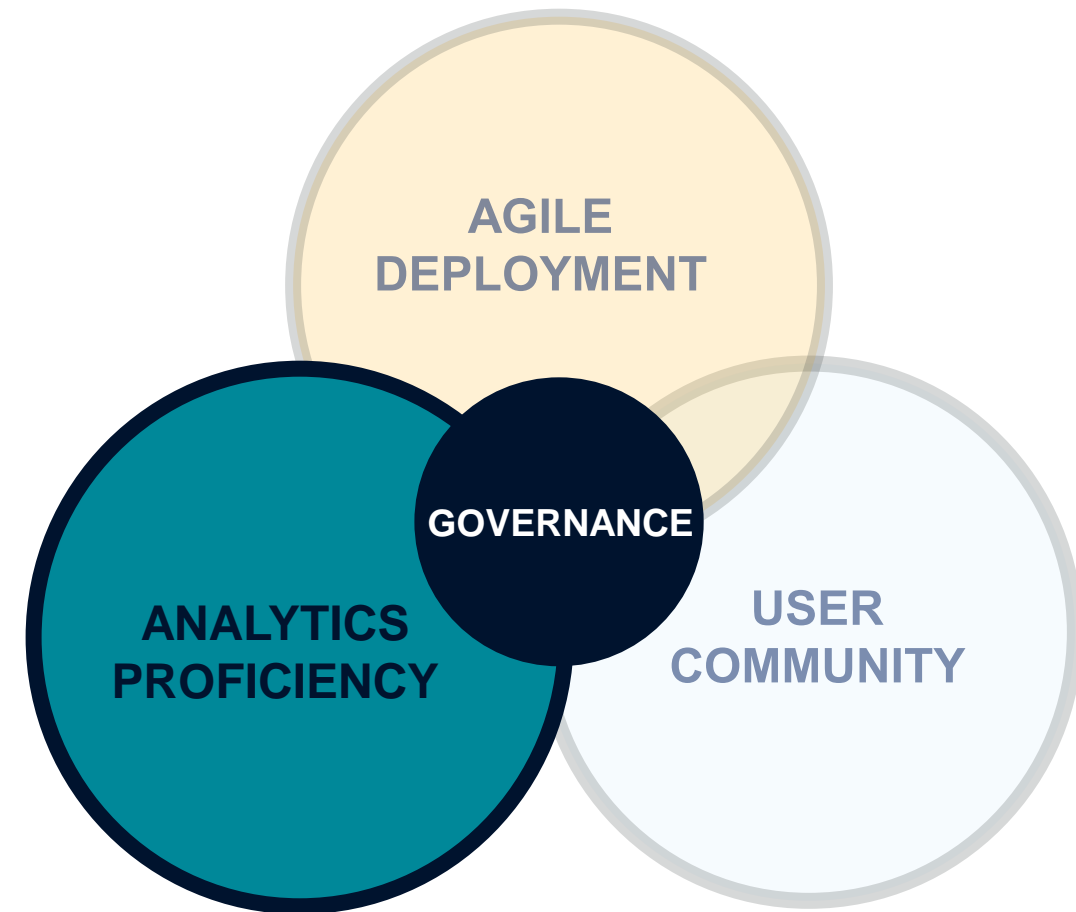 AGILE
DEPLOYMENT
GOVERNANCE
ANALYTICS
PROFICIENCY
USER
COMMUNITY